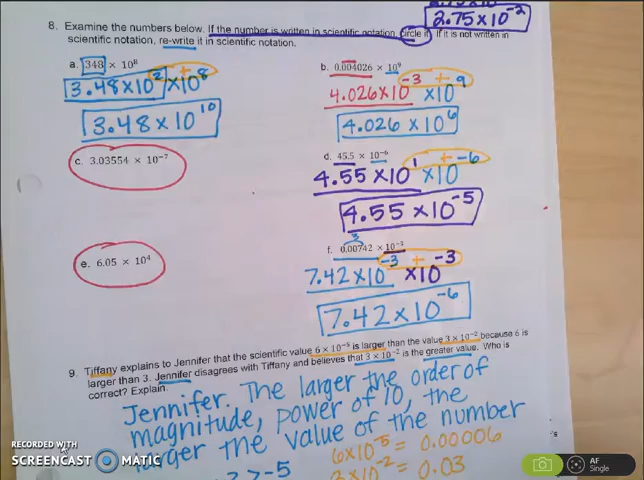 2.75 x 10⁻²
8. Examine the numbers below. If the number is written in scientific notation, circle it. If it is not written in
scientific notation, re-write it in scientific notation.
a. 348 × 10⁸
3.48 x 10² x 10⁸
+
3.48 x 10¹⁰
b. 0.004026 × 10⁹
4.026 x 10⁻³ x 10⁹
+
4.026 x 10⁶
c. 3.03554 × 10⁻⁷
d. 45.5 × 10⁻⁶
4.55 x 10¹ x 10⁻⁶
+
4.55 x 10⁻⁵
e. 6.05 × 10⁴
f. 0.00742 × 10⁻³
3
7.42 x 10⁻³ x 10⁻³
+
7.42 x 10⁻⁶
9. Tiffany explains to Jennifer that the scientific value 6 × 10⁻⁵ is larger than the value 3 × 10⁻² because 6 is
larger than 3. Jennifer disagrees with Tiffany and believes that 3 × 10⁻² is the greater value. Who is
correct? Explain.
Jennifer. The larger the order of
magnitude, power of 10, the
larger the value of the number
6x10⁻⁵ = 0.00006
3x10⁻² = 0.03
RECORDED WITH
SCREENCAST O MATIC
AF
Single